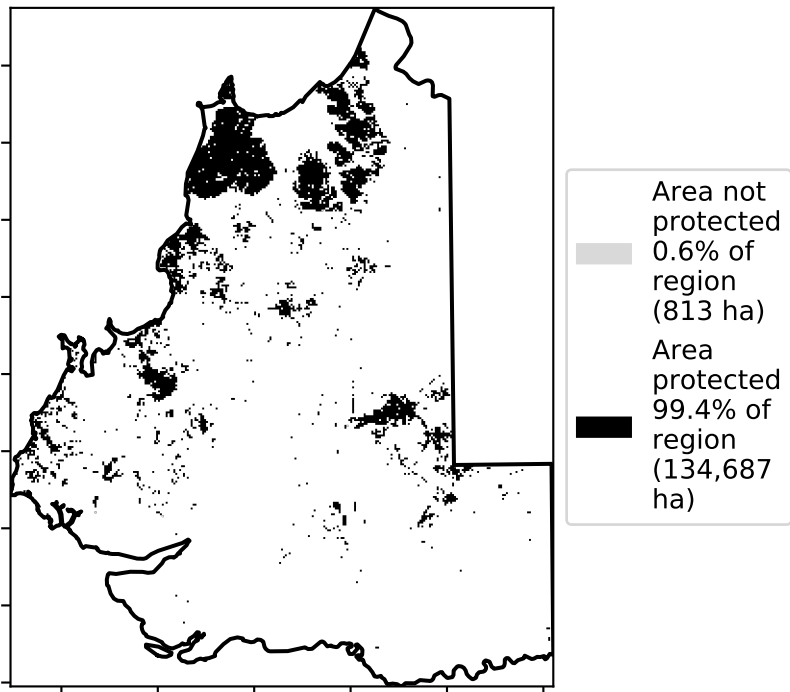 Area not
protected
0.6% of
region
(813 ha)
Area
protected
99.4% of
region
(134,687
ha)